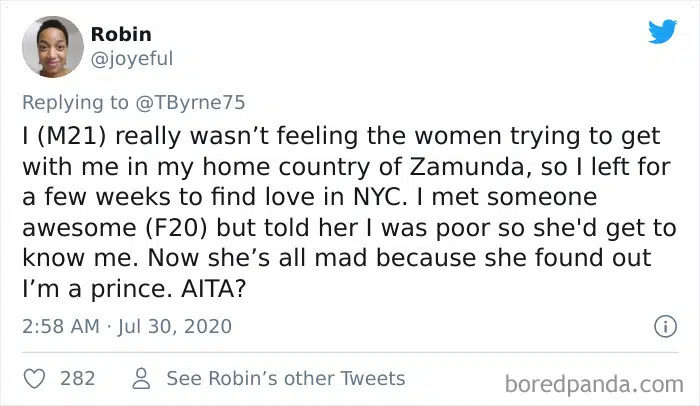 Robin
@joyeful
Replying to @TByrne75
I (M21) really wasn’t feeling the women trying to get
with me in my home country of Zamunda, so I left for
a few weeks to find love in NYC. I met someone
awesome (F20) but told her I was poor so she'd get to
know me. Now she’s all mad because she found out
I’m a prince. AITA?
2:58 AM · Jul 30, 2020
282 See Robin’s other Tweets
boredpanda.com